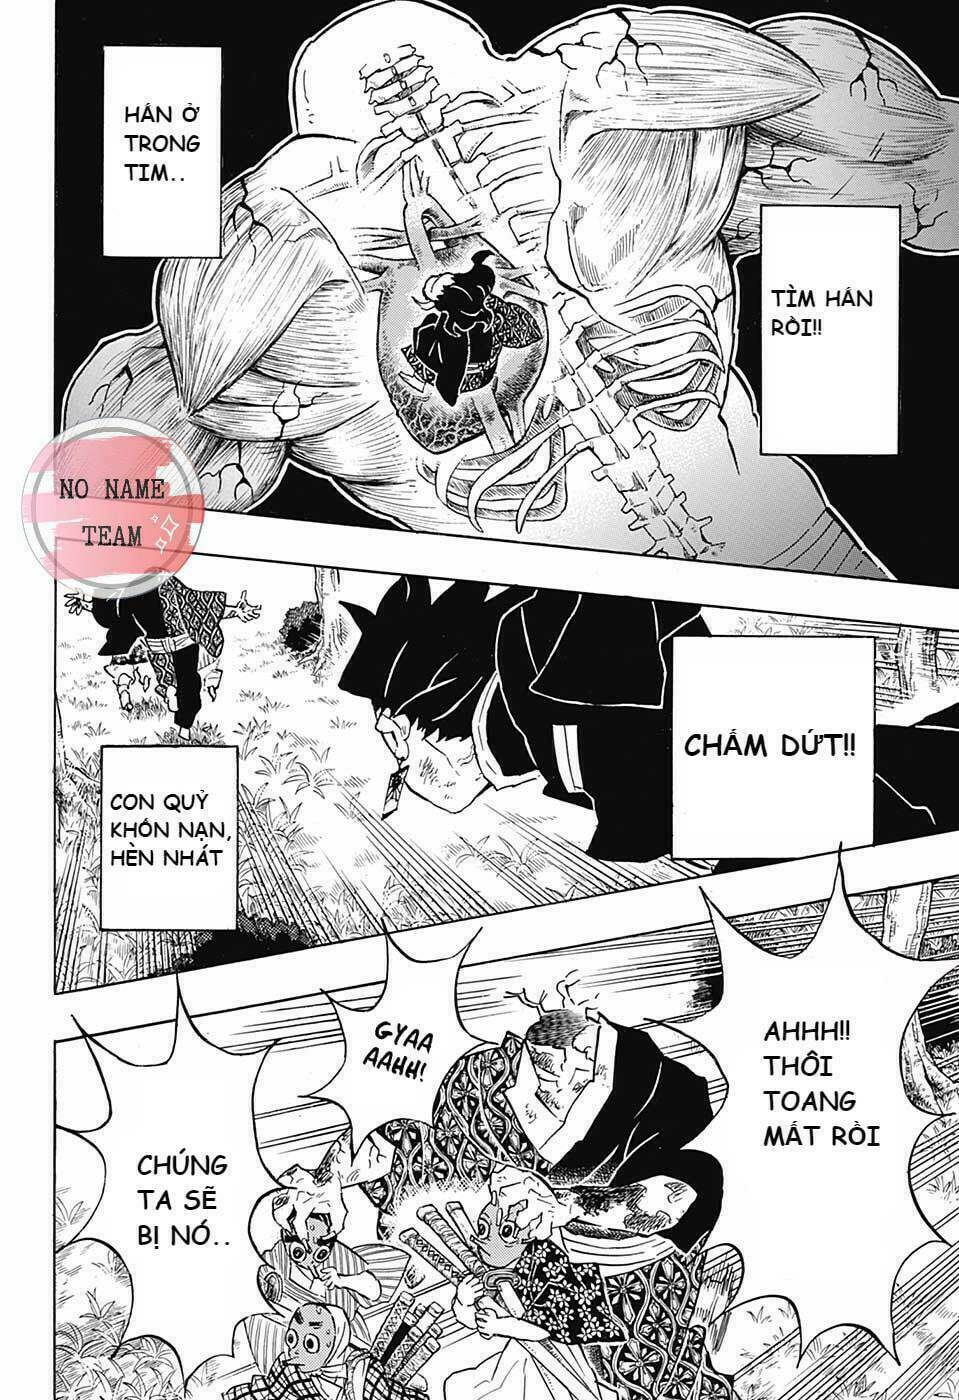 TÌM HẮN
RỒI!!
HẮN Ở
TRONG
TIM..
NO NAME
TEAM
CHẤM DỨT!!
CON QUỶ
KHỐN NẠN,
HÈN NHÁT
AHHH!!
THÔI
TOANG
MẤT RỒI
GYAA
AAHH!
CHÚNG
TA SẼ
BỊ NÓ..